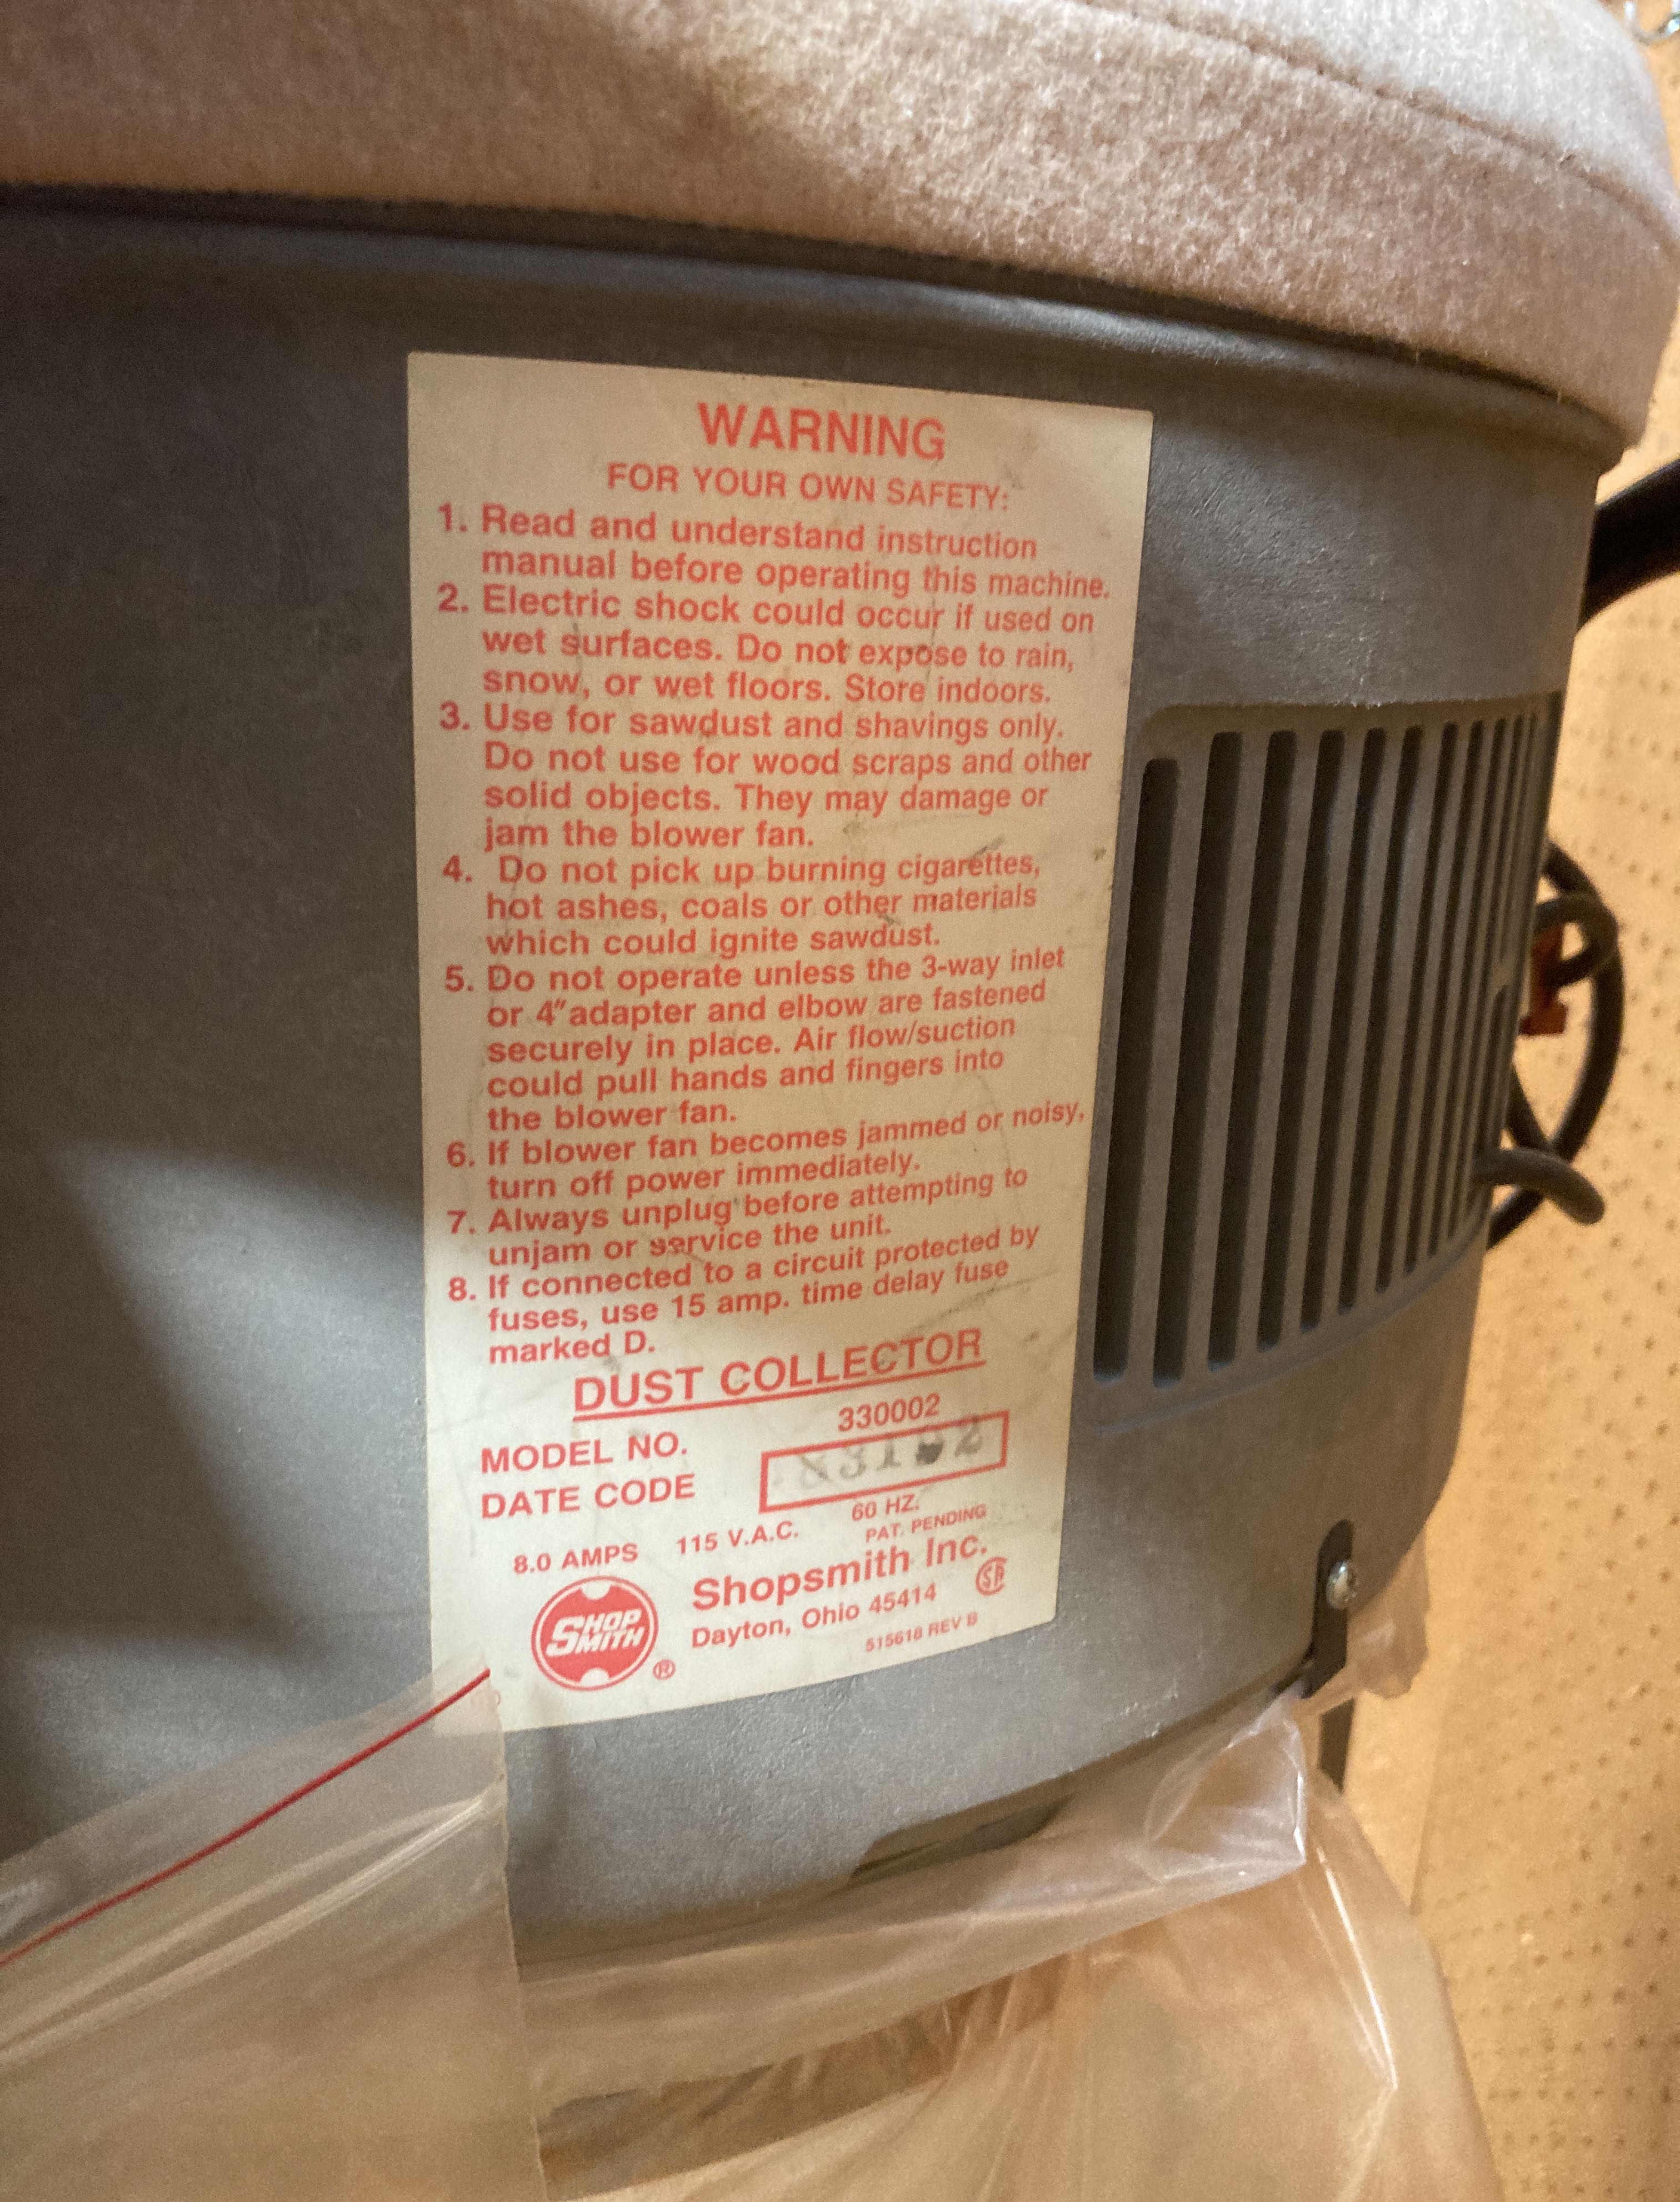 WARNING
FOR YOUR OWN SAFETY:
1. Read and understand instruction
manual before operating this machine.
2. Electric shock could occur if used on
wet surfaces. Do not expose to rain,
snow, or wet floors. Store indoors.
3. Use for sawdust and shavings only.
Do not use for wood scraps and other
solid objects. They may damage or
jam the blower fan.
4. Do not pick up burning cigarettes,
hot ashes, coals or other materials
which could ignite sawdust.
5. Do not operate unless the 3-way inlet
or 4" adapter and elbow are fastened
securely in place. Air flow/suction
could pull hands and fingers into
the blower fan.
6. If blower fan becomes jammed or noisy,
turn off power immediately.
7. Always unplug before attempting to
unjam or service the unit.
8. If connected to a circuit protected by
fuses, use 15 amp. time delay fuse
marked D.
DUST COLLECTOR
MODEL NO. 330002
DATE CODE
8.0 AMPS 115 V.A.C. 60 HZ.
PAT. PENDING
SHOP
SMITH
®
Shopsmith Inc.
Dayton, Ohio 45414
515618 REV B